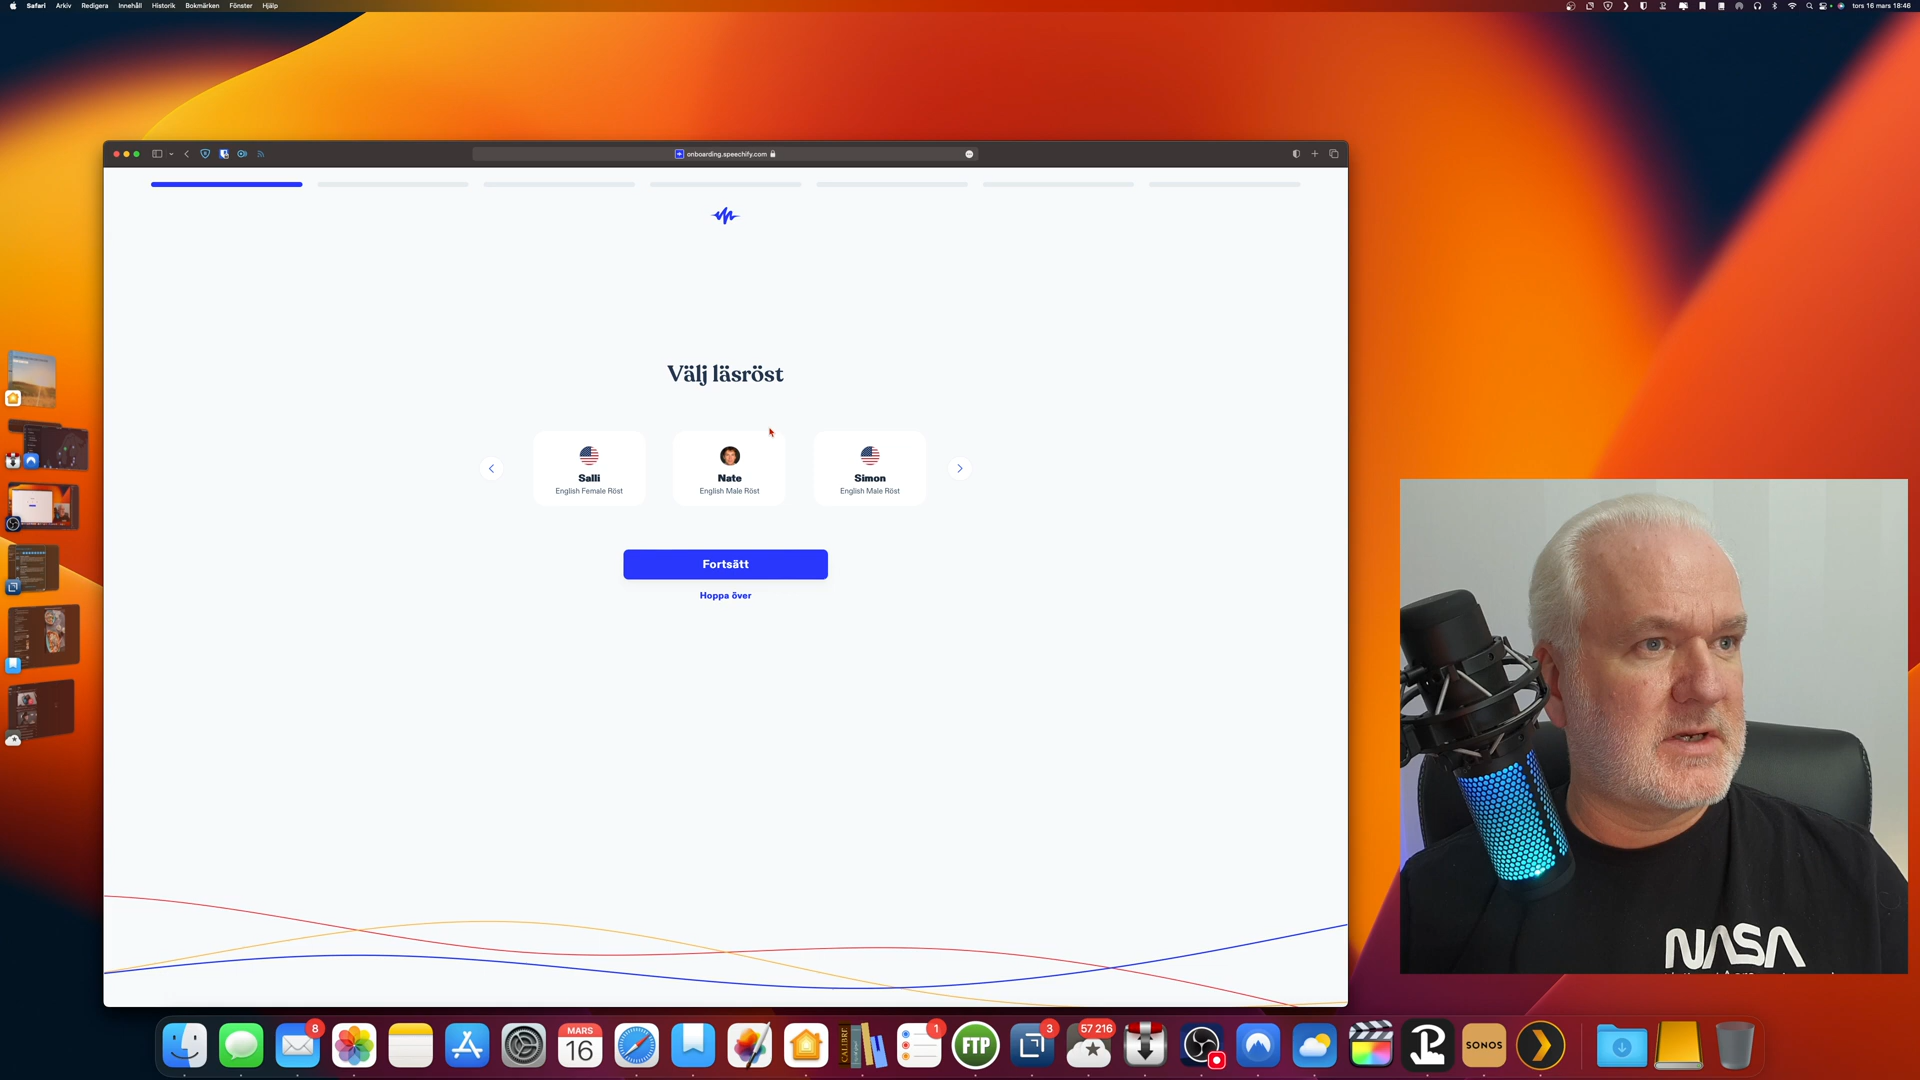 Safari Arkiv Redigera Innehåll Historik Bokmärken Fönster Hjälp
tors 16 mars 18:46
onboarding.speechify.com
Välj läsröst
Salli
English Female Röst
Nate
English Male Röst
Simon
English Male Röst
Fortsätt
Hoppa över
NASA
8
MARS
16
CALIBRE
1
FTP
3
57 216
SONOS